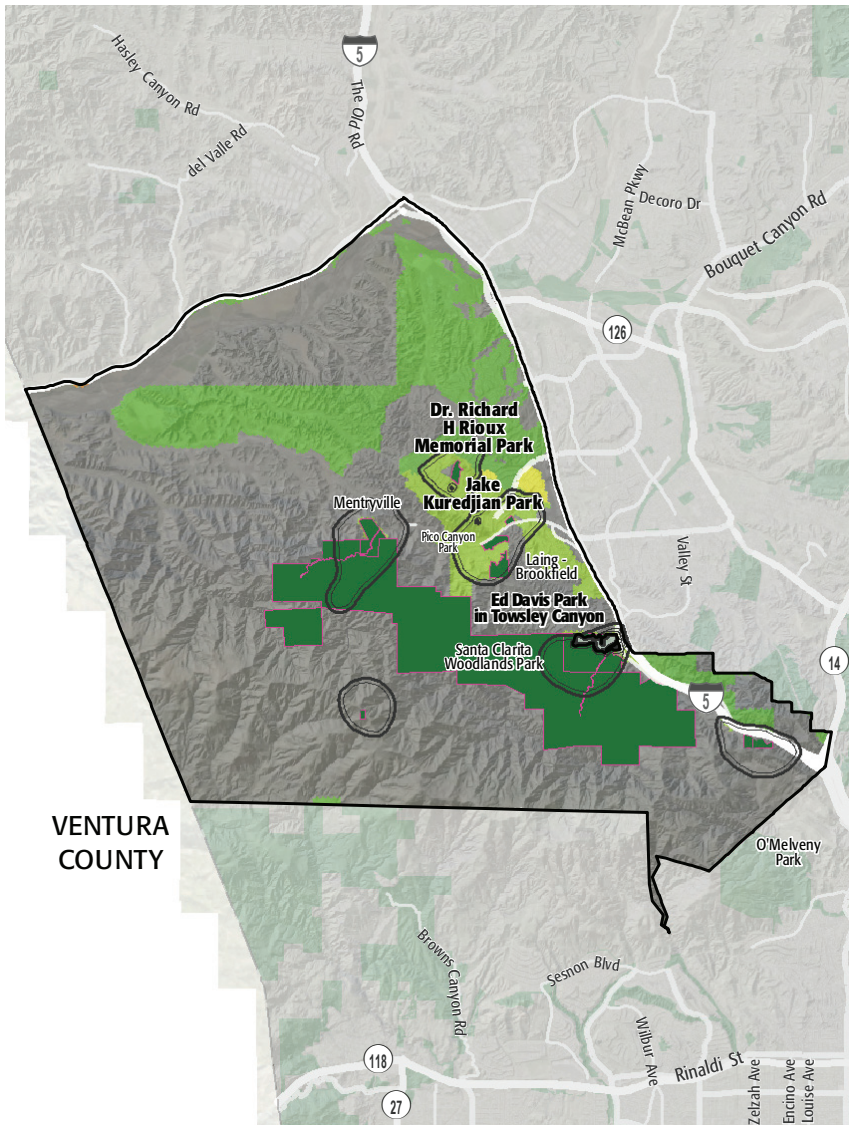 5
Hasley Canyon Rd
The Old Rd
del Valle Rd
McBean Pkwy
Decoro Dr
Bouquet Canyon Rd
126
Dr. Richard
H Rioux
Memorial Park
Jake
Kuredjian Park
Mentryville
Pico Canyon
Park
Laing -
Brookfield
Valley St
Ed Davis Park
in Towsley Canyon
Santa Clarita
Woodlands Park
14
5
VENTURA
COUNTY
O'Melveny
Park
Browns Canyon Rd
Sesnon Blvd
Wilbur Ave
Rinaldi St
118
27
Zelzah Ave
Encino Ave
Louise Ave